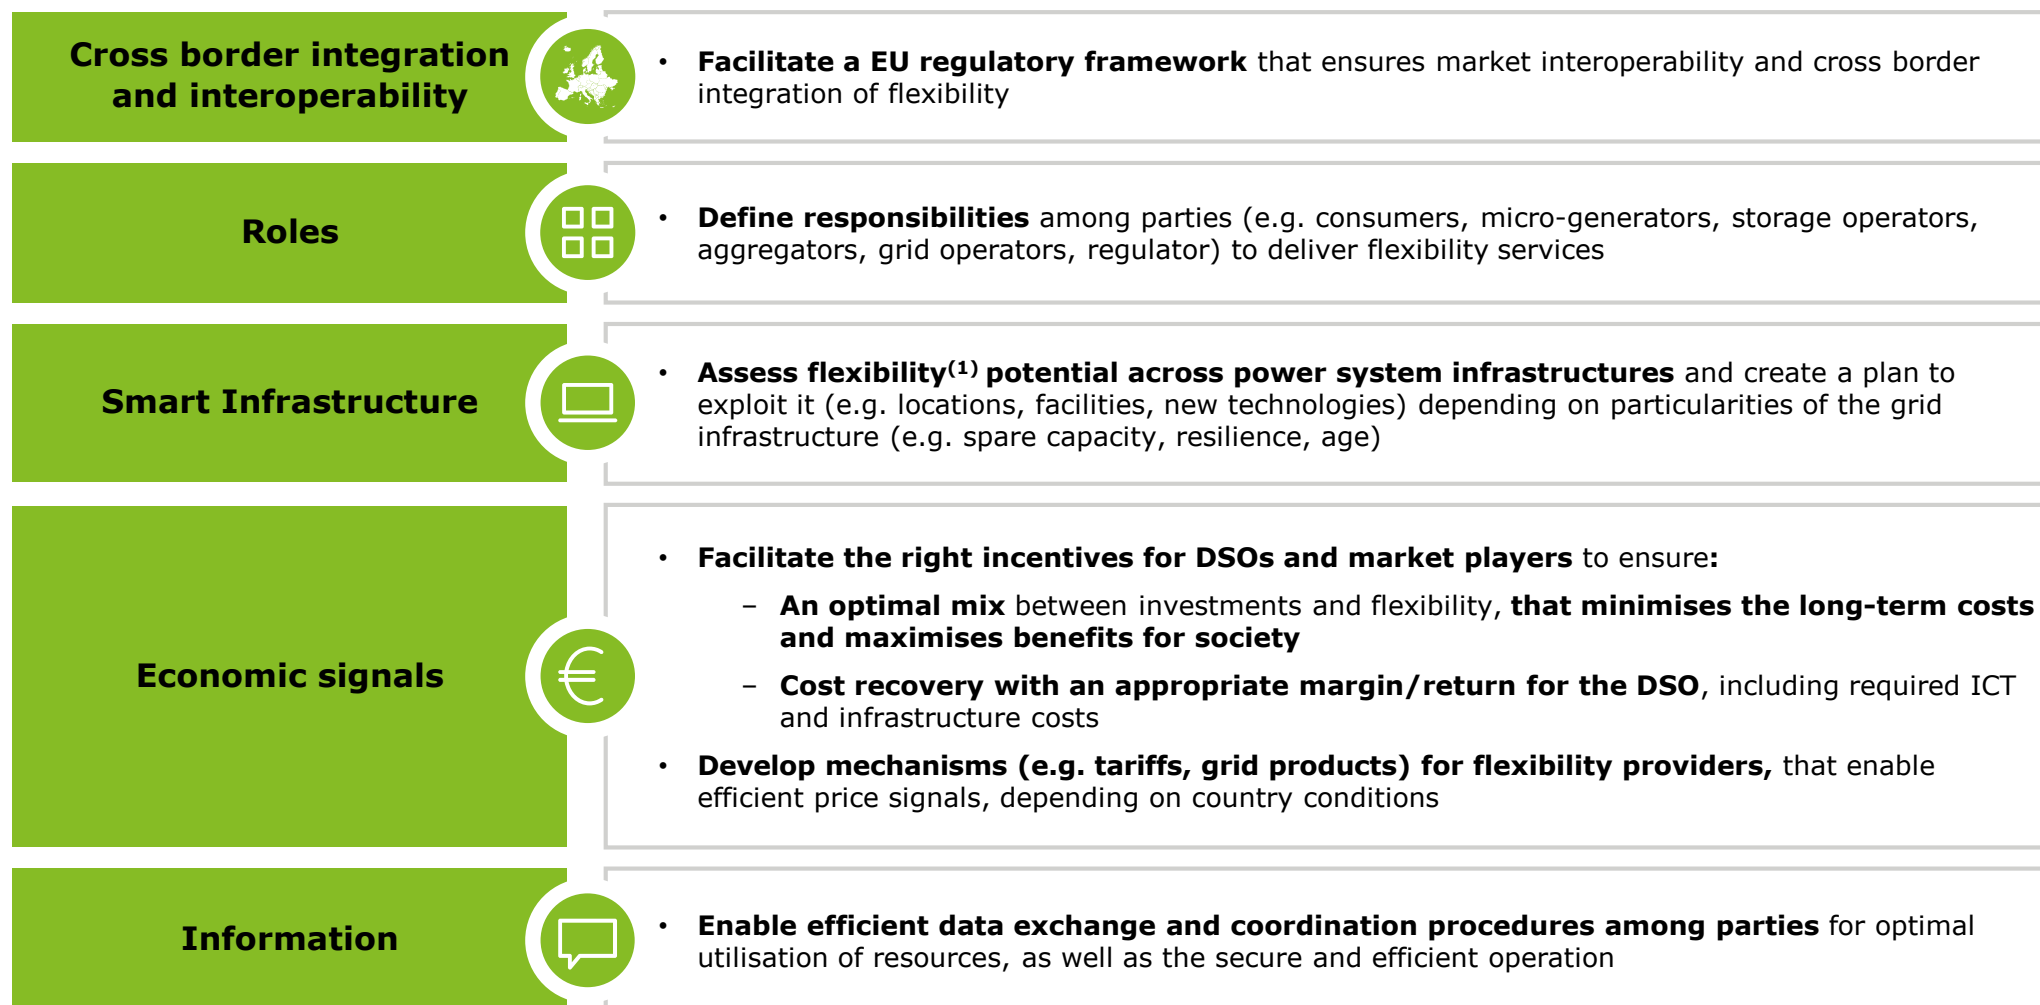 Cross border integration
and interoperability
• Facilitate a EU regulatory framework that ensures market interoperability and cross border
integration of flexibility
Roles
• Define responsibilities among parties (e.g. consumers, micro-generators, storage operators,
aggregators, grid operators, regulator) to deliver flexibility services
Smart Infrastructure
• Assess flexibility(1) potential across power system infrastructures and create a plan to
exploit it (e.g. locations, facilities, new technologies) depending on particularities of the grid
infrastructure (e.g. spare capacity, resilience, age)
Economic signals
€
• Facilitate the right incentives for DSOs and market players to ensure:
– An optimal mix between investments and flexibility, that minimises the long-term costs
and maximises benefits for society
– Cost recovery with an appropriate margin/return for the DSO, including required ICT
and infrastructure costs
• Develop mechanisms (e.g. tariffs, grid products) for flexibility providers, that enable
efficient price signals, depending on country conditions
Information
• Enable efficient data exchange and coordination procedures among parties for optimal
utilisation of resources, as well as the secure and efficient operation